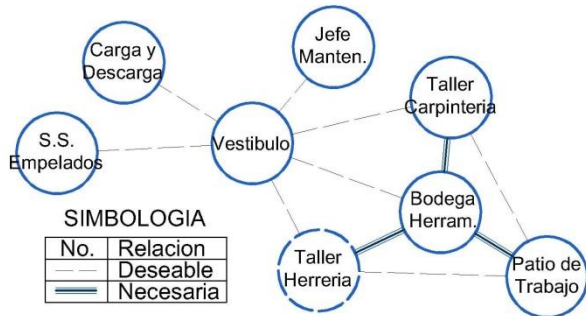 Carga y
Descarga
Jefe
Manten.
Taller
Carpinteria
S.S.
Empelados
Vestibulo
Bodega
Herram.
Taller
Herreria
Patio de
Trabajo
SIMBOLOGIA
No. Relacion
Deseable
Necesaria